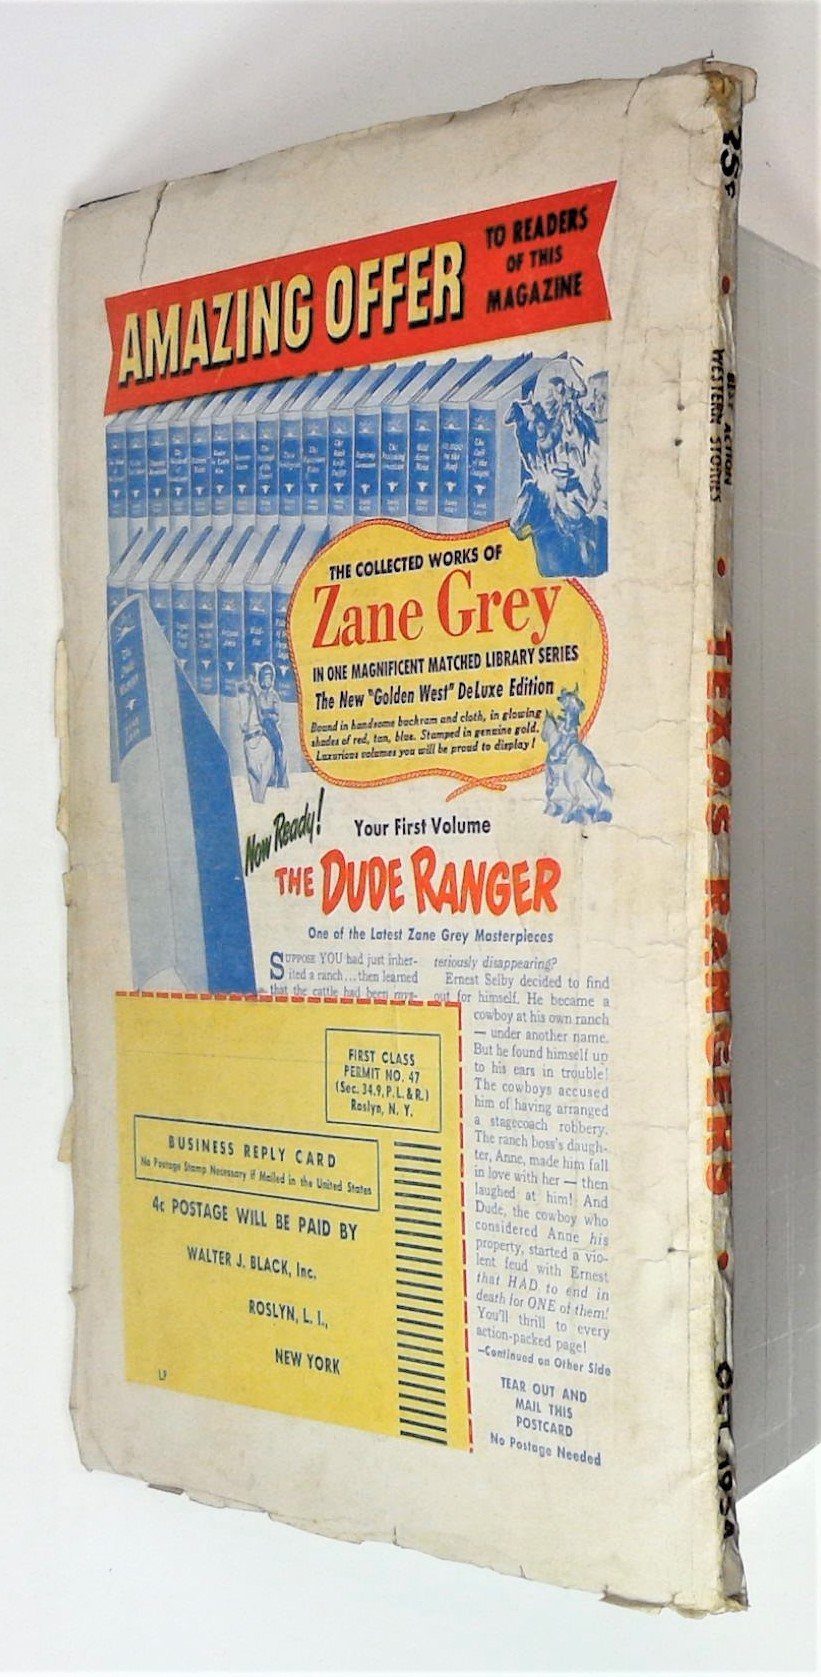 AMAZING OFFER
TO READERS
OF THIS
MAGAZINE
THE COLLECTED WORKS OF
Zane Grey
IN ONE MAGNIFICENT MATCHED LIBRARY SERIES
The New "Golden West" DeLuxe Edition
Bound in handsome buckram and cloth, in glowing
shades of red, tan, blue. Stamped in genuine gold.
Luxurious volumes you will be proud to display!
Now Ready!
Your First Volume
THE DUDE RANGER
One of the Latest Zane Grey Masterpieces
SUPPOSE YOU had just inher-
ited a ranch... then learned
that the cattle had been mys-
teriously disappearing?
Ernest Selby decided to find
out for himself. He became a
cowboy at his own ranch
— under another name.
But he found himself up
to his ears in trouble!
The cowboys accused
him of having arranged
a stagecoach robbery.
The ranch boss's daugh-
ter, Anne, made him fall
in love with her — then
laughed at him! And
Dude, the cowboy who
considered Anne his
property, started a vio-
lent feud with Ernest
that HAD to end in
death for ONE of them!
You'll thrill to every
action-packed page!
—Continued on Other Side
TEAR OUT AND
MAIL THIS
POSTCARD
No Postage Needed
FIRST CLASS
PERMIT NO. 47
(Sec. 34.9, P.L.&R.)
Roslyn, N. Y.
BUSINESS REPLY CARD
No Postage Stamp Necessary if Mailed in the United States
4c POSTAGE WILL BE PAID BY
WALTER J. BLACK, Inc.
ROSLYN, L. I.,
NEW YORK
LP
25¢
BEST ACTION
WESTERN STORIES
TEXAS RANGERS
OCT. 195